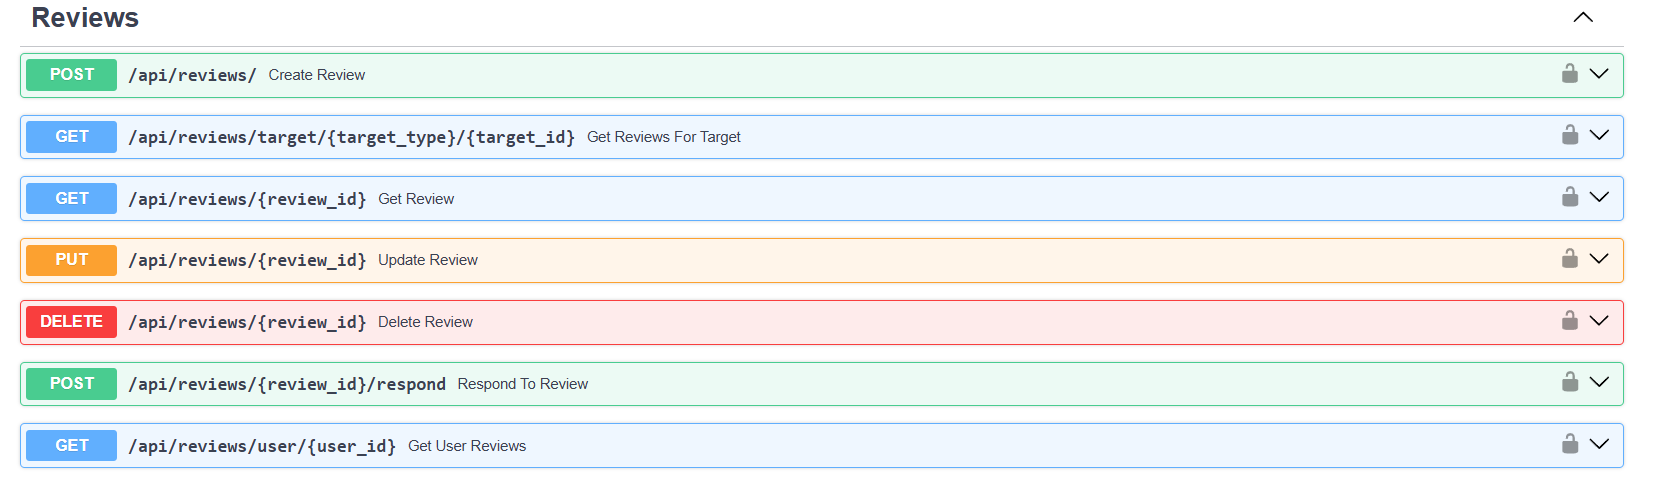 Reviews
POST /api/reviews/ Create Review
GET /api/reviews/target/{target_type}/{target_id} Get Reviews For Target
GET /api/reviews/{review_id} Get Review
PUT /api/reviews/{review_id} Update Review
DELETE /api/reviews/{review_id} Delete Review
POST /api/reviews/{review_id}/respond Respond To Review
GET /api/reviews/user/{user_id} Get User Reviews